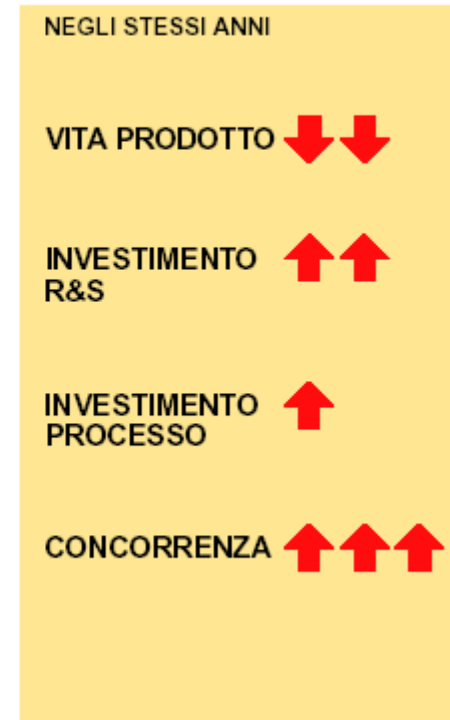 NEGLI STESSI ANNI
VITA PRODOTTO
INVESTIMENTO
R&S
INVESTIMENTO
PROCESSO
CONCORRENZA